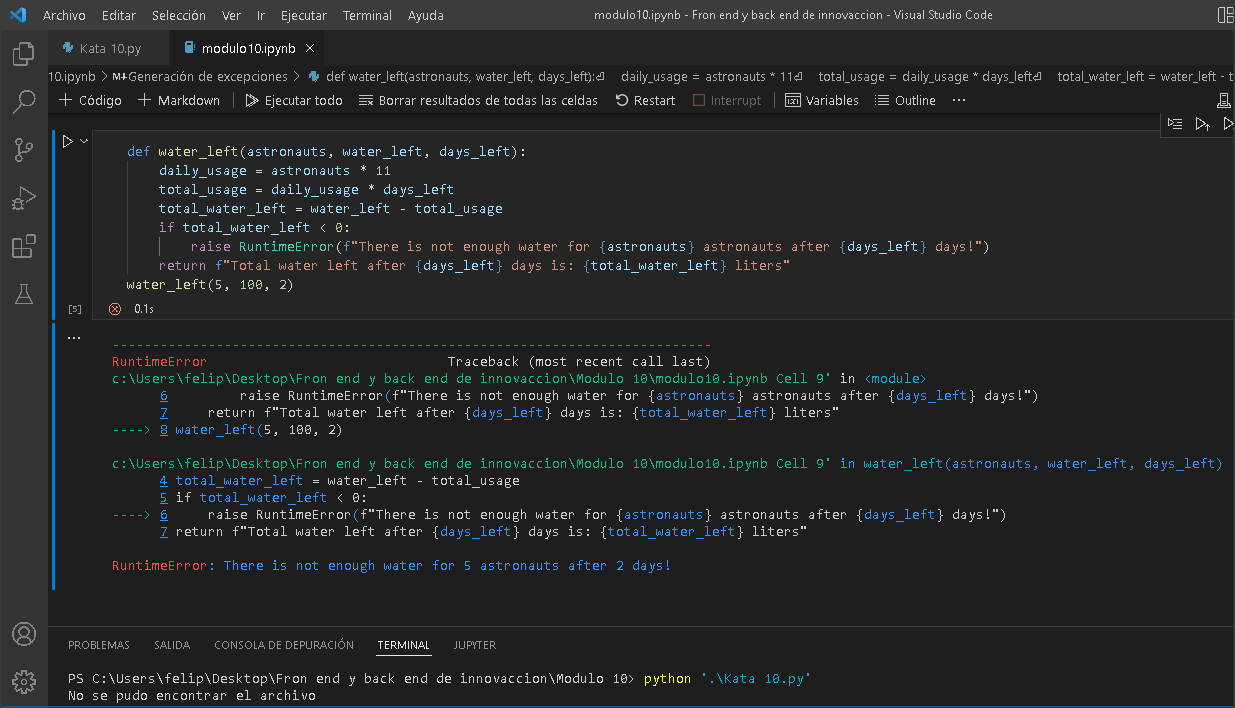 Archivo Editar Selección Ver Ir Ejecutar Terminal Ayuda modulo10.ipynb - Fron end y back end de innovaccion - Visual Studio Code
Kata 10.py modulo10.ipynb
10.ipynb > M↓Generación de excepciones > def water_left(astronauts, water_left, days_left):⏎ daily_usage = astronauts * 11⏎ total_usage = daily_usage * days_left⏎ total_water_left = water_left - t
Código Markdown Ejecutar todo Borrar resultados de todas las celdas Restart Interrupt Variables Outline ...
def water_left(astronauts, water_left, days_left):
daily_usage = astronauts * 11
total_usage = daily_usage * days_left
total_water_left = water_left - total_usage
if total_water_left < 0:
raise RuntimeError(f"There is not enough water for {astronauts} astronauts after {days_left} days!")
return f"Total water left after {days_left} days is: {total_water_left} liters"
water_left(5, 100, 2)
[5] 0.1s
...
---------------------------------------------------------------------------
RuntimeError Traceback (most recent call last)
c:\Users\felip\Desktop\Fron end y back end de innovaccion\Modulo 10\modulo10.ipynb Cell 9' in <module>
6 raise RuntimeError(f"There is not enough water for {astronauts} astronauts after {days_left} days!")
7 return f"Total water left after {days_left} days is: {total_water_left} liters"
----> 8 water_left(5, 100, 2)
c:\Users\felip\Desktop\Fron end y back end de innovaccion\Modulo 10\modulo10.ipynb Cell 9' in water_left(astronauts, water_left, days_left)
4 total_water_left = water_left - total_usage
5 if total_water_left < 0:
----> 6 raise RuntimeError(f"There is not enough water for {astronauts} astronauts after {days_left} days!")
7 return f"Total water left after {days_left} days is: {total_water_left} liters"
RuntimeError: There is not enough water for 5 astronauts after 2 days!
PROBLEMAS SALIDA CONSOLA DE DEPURACIÓN TERMINAL JUPYTER
PS C:\Users\felip\Desktop\Fron end y back end de innovaccion\Modulo 10> python '.\Kata 10.py'
No se pudo encontrar el archivo